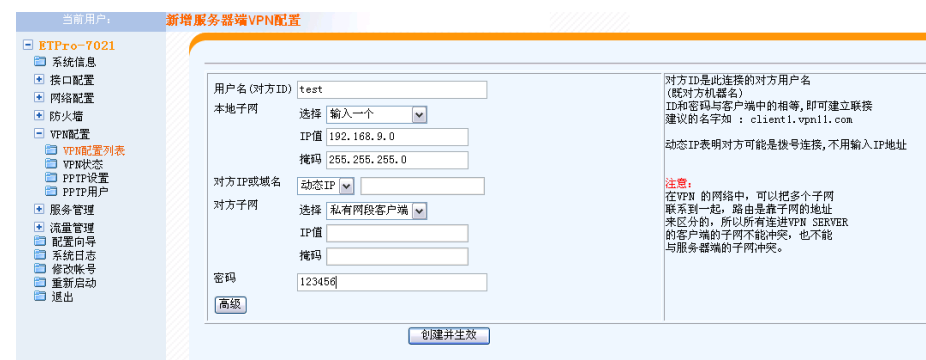 当前用户:
新增服务器端VPN配置
ETPro-7021
系统信息
接口配置
网络配置
防火墙
VPN配置
VPN配置列表
VPN状态
PPTP设置
PPTP用户
服务管理
流量管理
配置向导
系统日志
修改帐号
重新启动
退出
用户名(对方ID) test
本地子网 选择 输入一个
IP值 192.168.9.0
掩码 255.255.255.0
对方IP或域名 动态IP
对方子网 选择 私有网段客户端
IP值
掩码
密码 123456
高级
创建并生效
对方ID是此连接的对方用户名
(既对方机器名)
ID和密码与客户端中的相等,即可建立联接
建议的名字如 : client1.vpn11.com
动态IP表明对方可能是拨号连接,不用输入IP地址
注意:
在VPN 的网络中，可以把多个子网
联系到一起，路由是靠子网的地址
来区分的，所以所有连进VPN SERVER
的客户端的子网不能冲突，也不能
与服务器端的子网冲突。